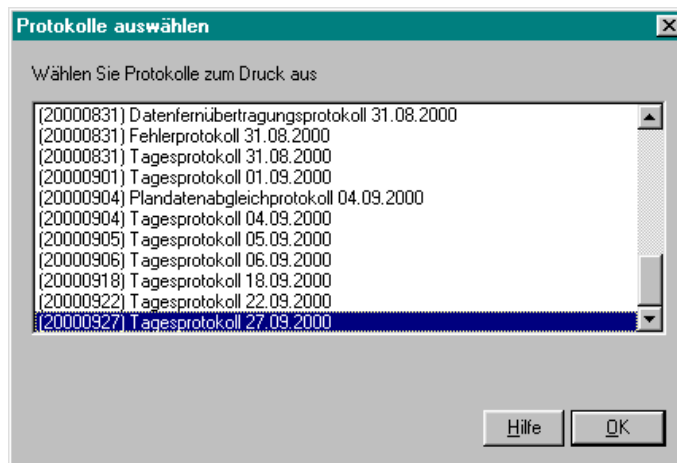 Protokolle auswählen
Wählen Sie Protokolle zum Druck aus
(20000831) Datenfernübertragungsprotokoll 31.08.2000
(20000831) Fehlerprotokoll 31.08.2000
(20000831) Tagesprotokoll 31.08.2000
(20000901) Tagesprotokoll 01.09.2000
(20000904) Plandatenabgleichprotokoll 04.09.2000
(20000904) Tagesprotokoll 04.09.2000
(20000905) Tagesprotokoll 05.09.2000
(20000906) Tagesprotokoll 06.09.2000
(20000918) Tagesprotokoll 18.09.2000
(20000922) Tagesprotokoll 22.09.2000
(20000927) Tagesprotokoll 27.09.2000
Hilfe OK